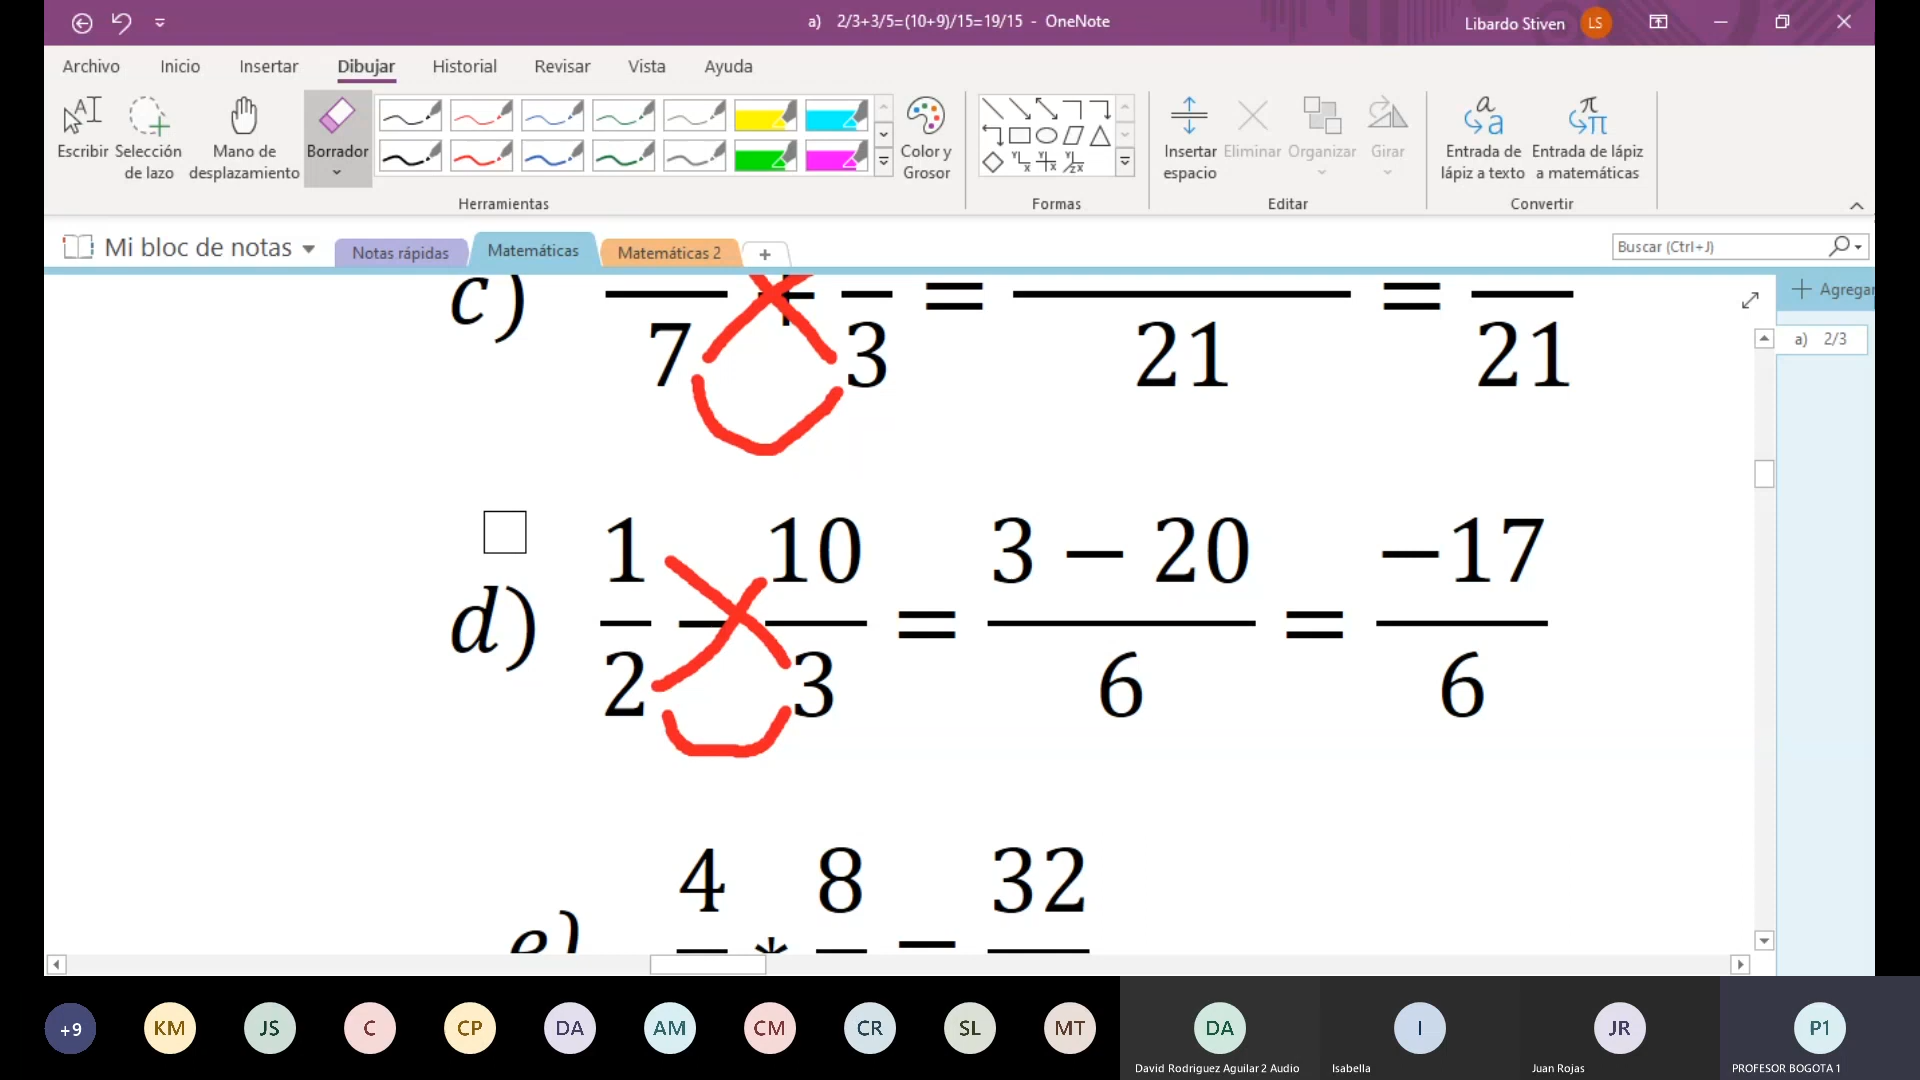 a) 2/3+3/5=(10+9)/15=19/15 - OneNote
Libardo Stiven LS
Archivo Inicio Insertar Dibujar Historial Revisar Vista Ayuda
Escribir
Selección de lazo
Mano de desplazamiento
Borrador
Color y Grosor
Insertar espacio
Eliminar
Organizar
Girar
Entrada de lápiz a texto
Entrada de lápiz a matemáticas
Herramientas Formas Editar Convertir
Mi bloc de notas Notas rápidas Matemáticas Matemáticas 2 +
Buscar (Ctrl+J)
Agregar
a) 2/3
c) + = =
7 3 21 21
1 10 3 − 20 −17
d) − = =
2 3 6 6
4 8 32
e) * =
+9 KM JS C CP DA AM CM CR SL MT DA I JR P1
David Rodriguez Aguilar 2 Audio Isabella Juan Rojas PROFESOR BOGOTA 1